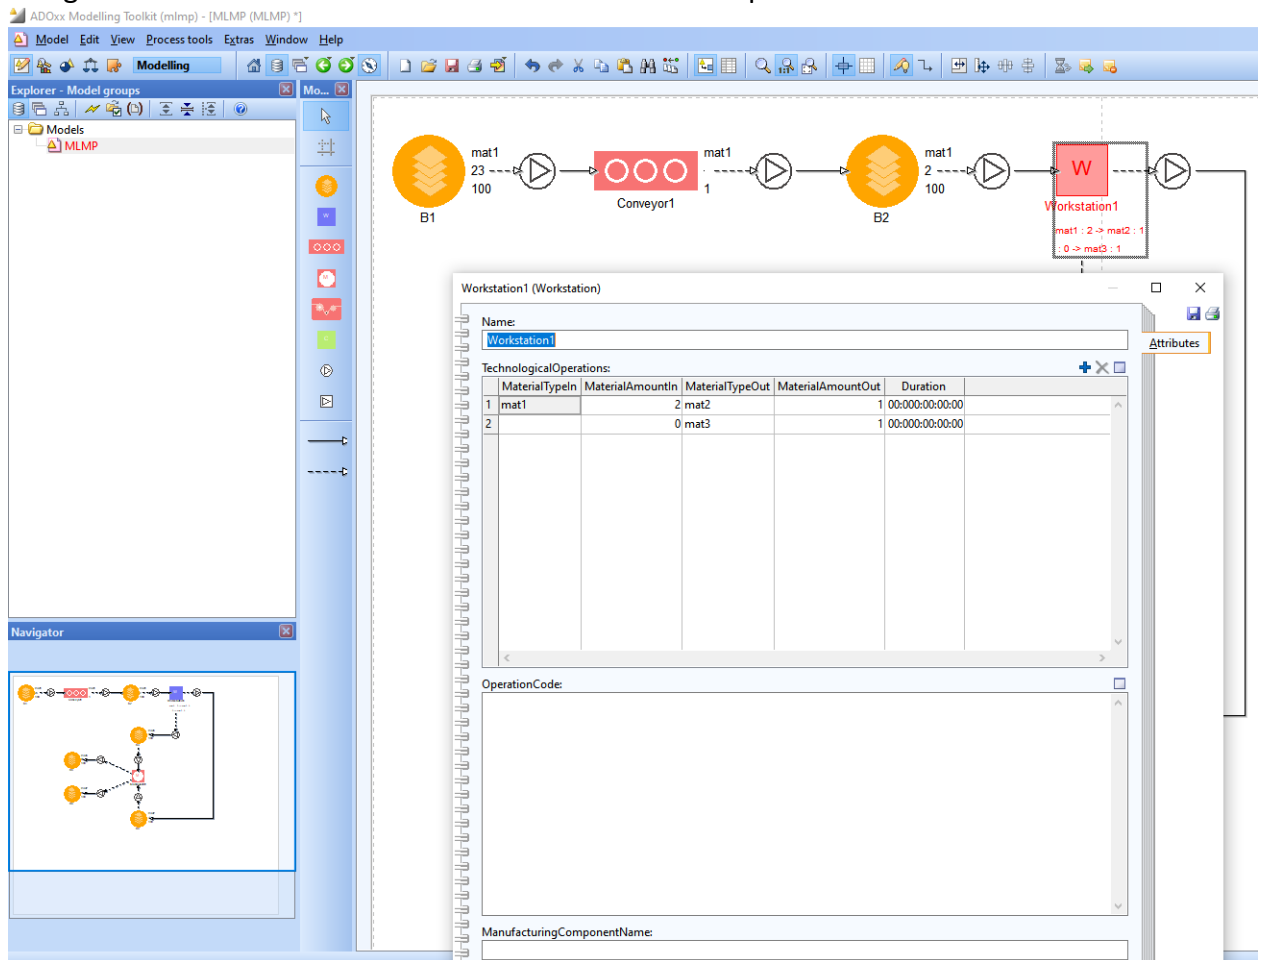 ADOxx Modelling Toolkit (mlmp) - [MLMP (MLMP) *]
Model Edit View Process tools Extras Window Help
Modelling
Explorer - Model groups
Mo...
Models
MLMP
mat1
23
100
B1
Conveyor1
mat1
1
B2
mat1
2
100
W
Workstation1
mat1 : 2 -> mat2 : 1
: 0 -> mat3 : 1
Workstation1 (Workstation)
Name:
Workstation1
Attributes
TechnologicalOperations:
MaterialTypeIn MaterialAmountIn MaterialTypeOut MaterialAmountOut Duration
1 mat1 2 mat2 1 00:000:00:00:00
2 0 mat3 1 00:000:00:00:00
OperationCode:
ManufacturingComponentName:
Navigator